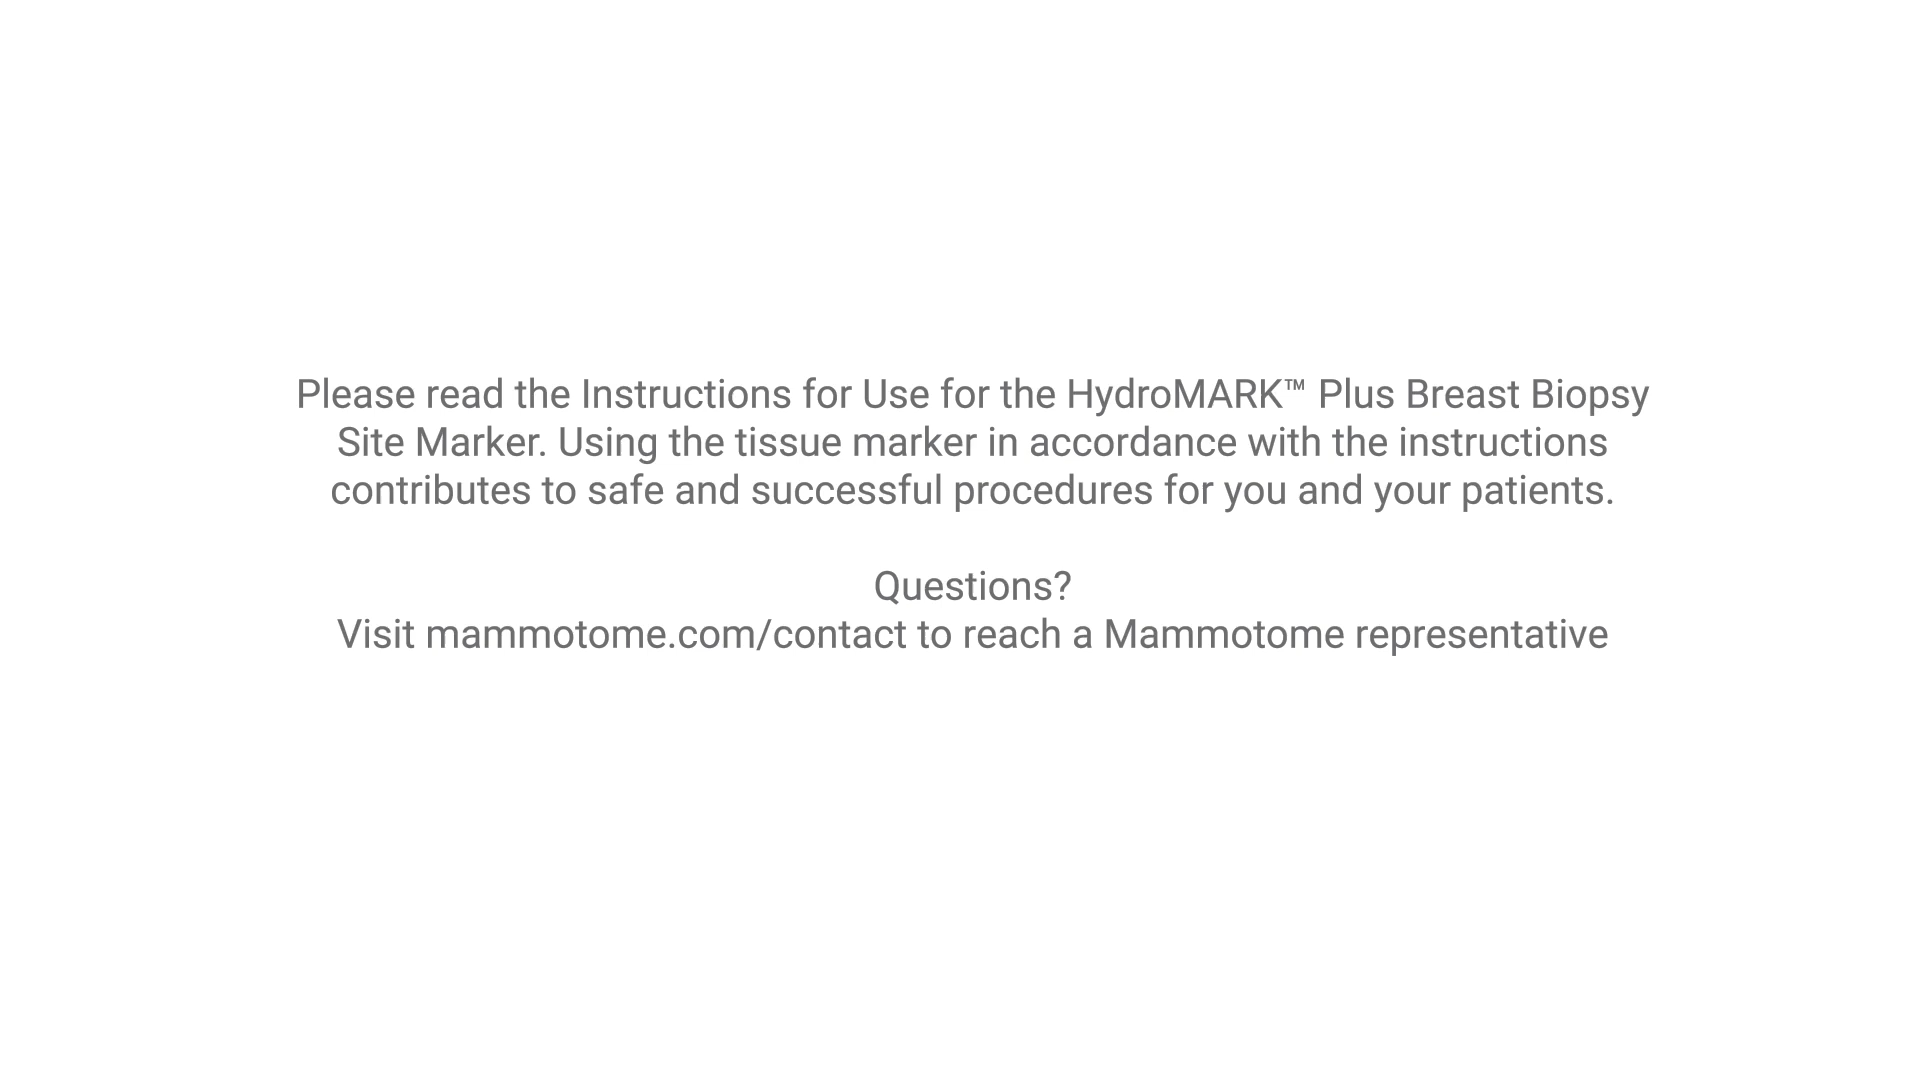 Please read the Instructions for Use for the HydroMARK™ Plus Breast Biopsy
Site Marker. Using the tissue marker in accordance with the instructions
contributes to safe and successful procedures for you and your patients.
Questions?
Visit mammotome.com/contact to reach a Mammotome representative